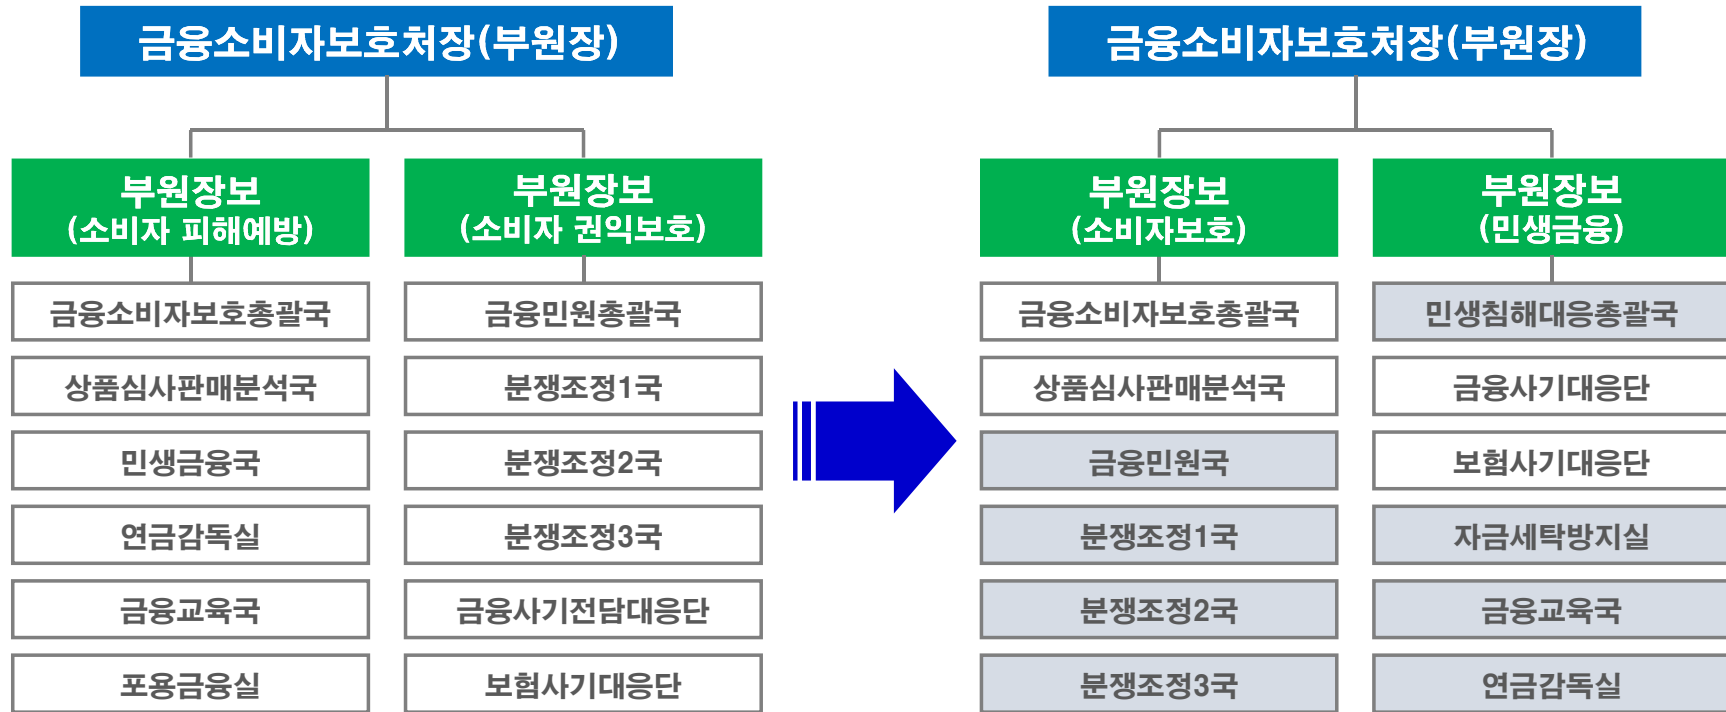 금융소비자보호처장(부원장)
부원장보
(소비자 피해예방)
금융소비자보호총괄국
상품심사판매분석국
민생금융국
연금감독실
금융교육국
포용금융실
부원장보
(소비자 권익보호)
금융민원총괄국
분쟁조정1국
분쟁조정2국
분쟁조정3국
금융사기전담대응단
보험사기대응단
금융소비자보호처장(부원장)
부원장보
(소비자보호)
금융소비자보호총괄국
상품심사판매분석국
금융민원국
분쟁조정1국
분쟁조정2국
분쟁조정3국
부원장보
(민생금융)
민생침해대응총괄국
금융사기대응단
보험사기대응단
자금세탁방지실
금융교육국
연금감독실